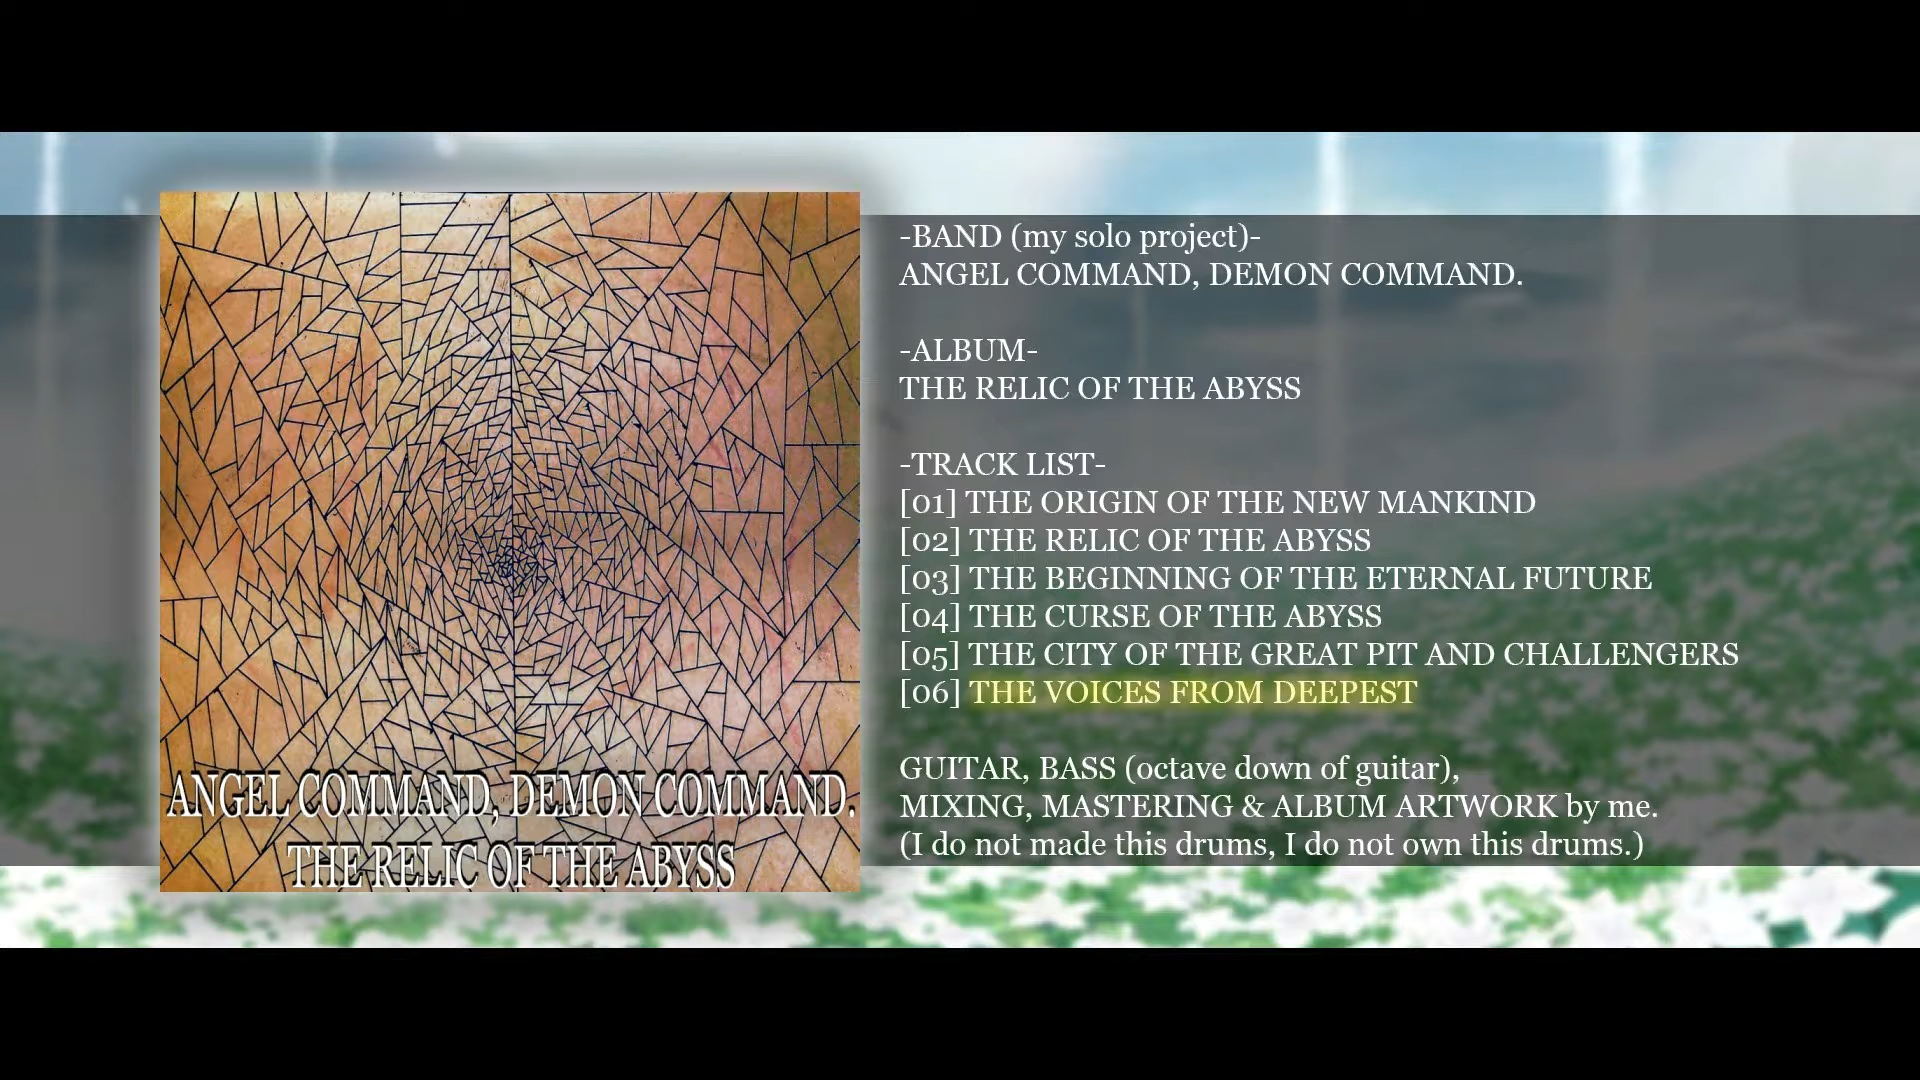 ANGEL COMMAND, DEMON COMMAND.
THE RELIC OF THE ABYSS
-BAND (my solo project)-
ANGEL COMMAND, DEMON COMMAND.
-ALBUM-
THE RELIC OF THE ABYSS
-TRACK LIST-
[01] THE ORIGIN OF THE NEW MANKIND
[02] THE RELIC OF THE ABYSS
[03] THE BEGINNING OF THE ETERNAL FUTURE
[04] THE CURSE OF THE ABYSS
[05] THE CITY OF THE GREAT PIT AND CHALLENGERS
[06] THE VOICES FROM DEEPEST
GUITAR, BASS (octave down of guitar),
MIXING, MASTERING & ALBUM ARTWORK by me.
(I do not made this drums, I do not own this drums.)